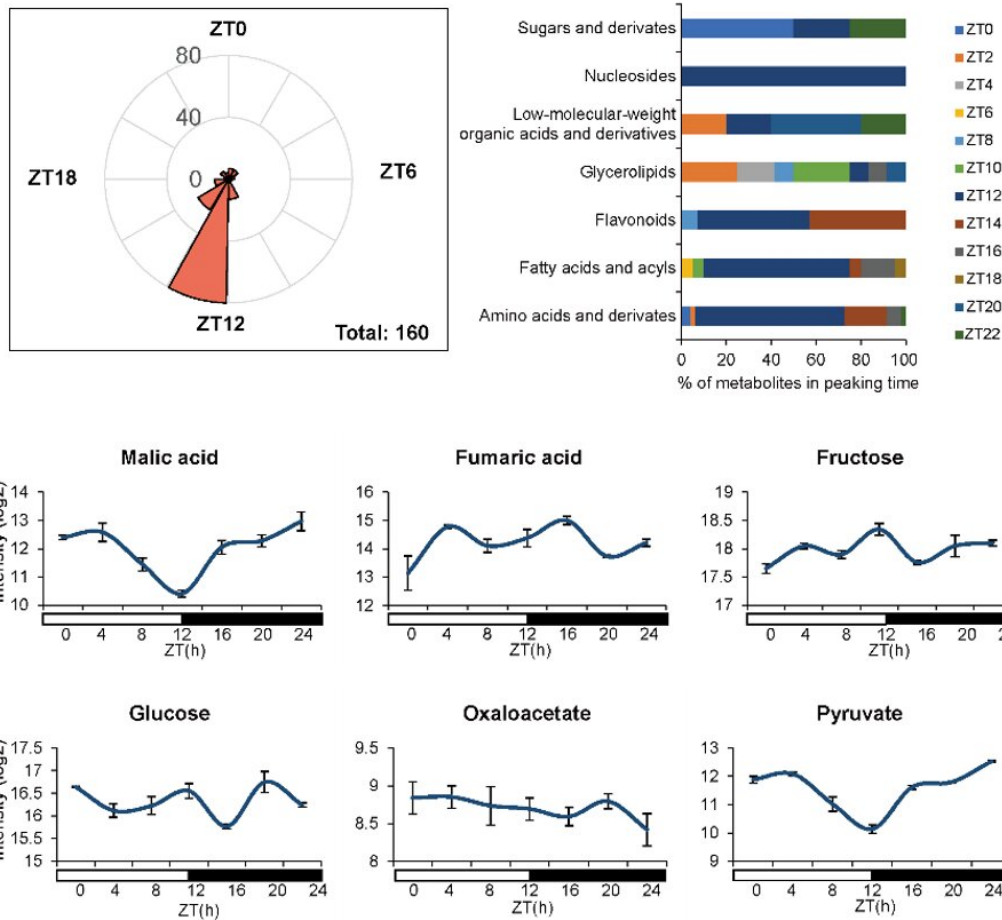 ZT0
80
40
0
ZT18
ZT6
ZT12
Total: 160
Sugars and derivates
Nucleosides
Low-molecular-weight
organic acids and derivatives
Glycerolipids
Flavonoids
Fatty acids and acyls
Amino acids and derivates
0 20 40 60 80 100
% of metabolites in peaking time
ZT0
ZT2
ZT4
ZT6
ZT8
ZT10
ZT12
ZT14
ZT16
ZT18
ZT20
ZT22
Malic acid
14
13
12
11
10
0 4 8 12 16 20 24
ZT(h)
Fumaric acid
16
15
14
13
12
0 4 8 12 16 20 24
ZT(h)
Fructose
19
18.5
18
17.5
17
0 4 8 12 16 20
ZT(h)
Glucose
17.5
17
16.5
16
15.5
15
0 4 8 12 16 20 24
ZT(h)
Oxaloacetate
9.5
9
8.5
8
0 4 8 12 16 20 24
ZT(h)
Pyruvate
13
12
11
10
9
0 4 8 12 16 20 24
ZT(h)